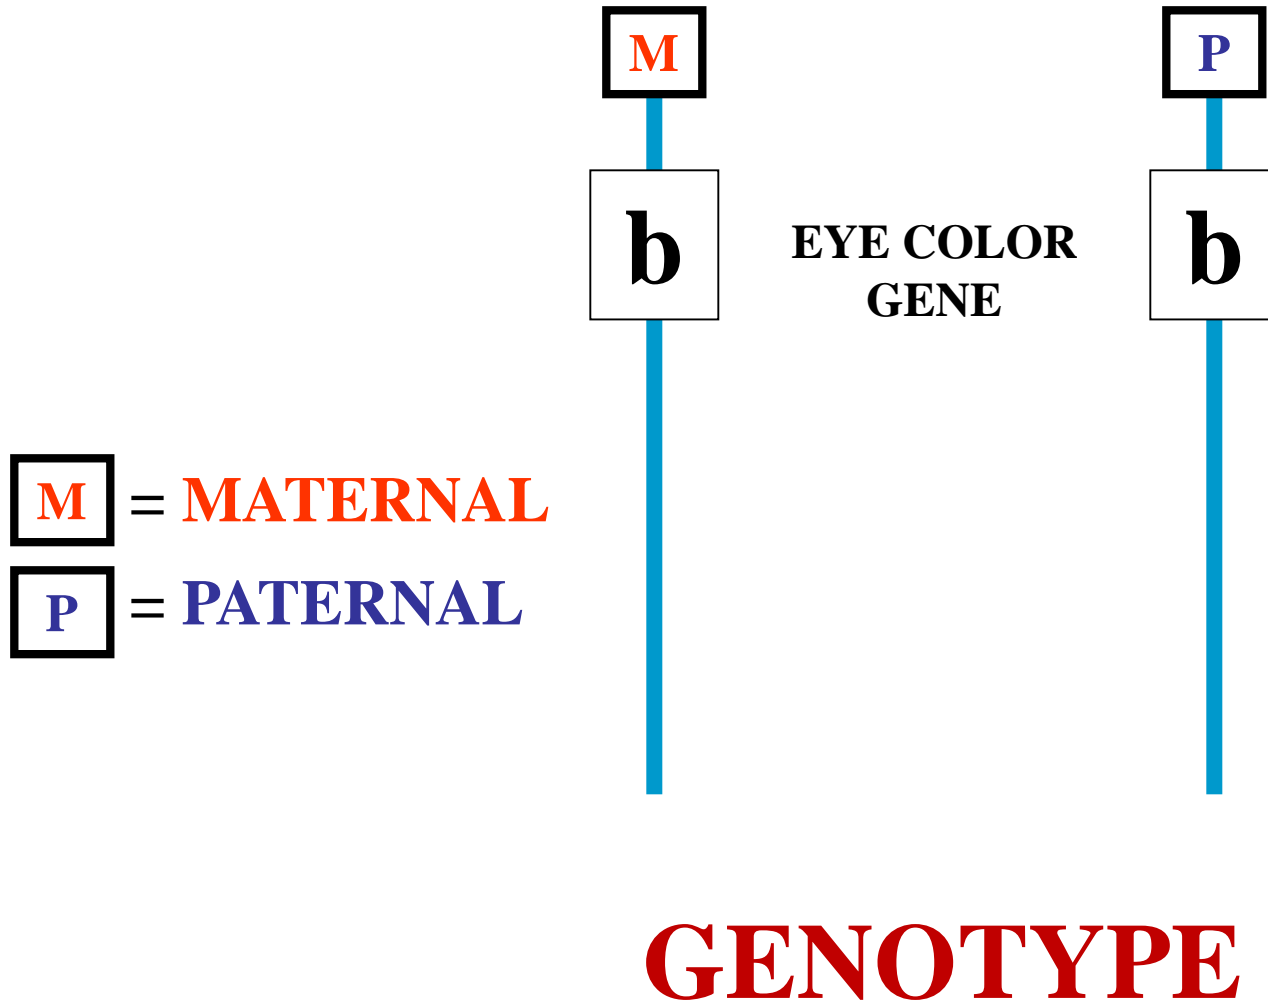 M
P
b
EYE COLOR
GENE
b
M = MATERNAL
P = PATERNAL
GENOTYPE